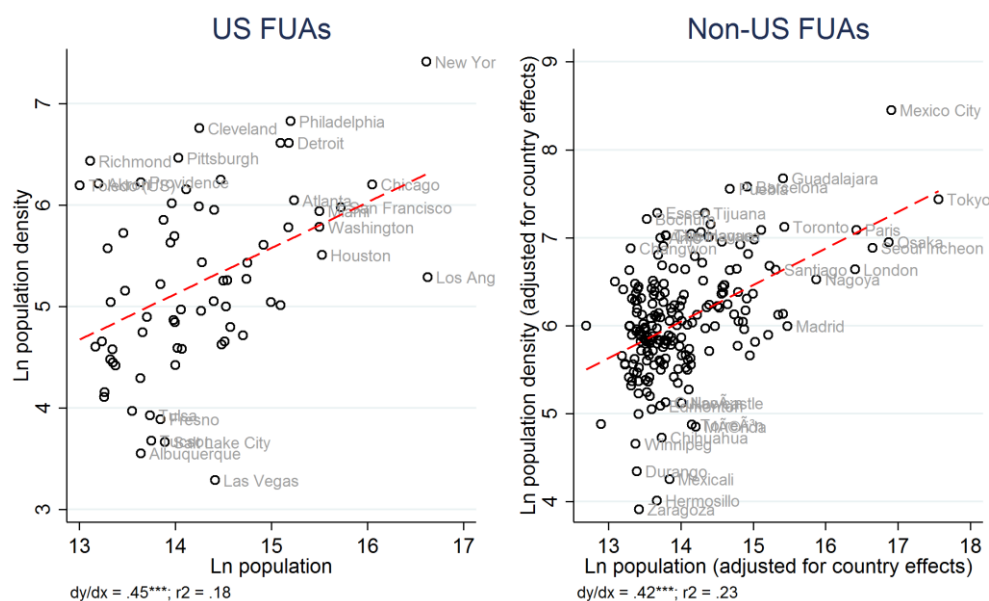 US FUAs
Non-US FUAs
Ln population density
7
6
5
4
3
New Yor
Philadelphia
Cleveland
Detroit
Richmond
Pittsburgh
Providence
Toledo (US)
Chicago
Atlanta
San Francisco
Miami
Washington
Houston
Los Ang
Tulsa
Fresno
Tucson
Salt Lake City
Albuquerque
Las Vegas
13
14
15
16
17
Ln population
dy/dx = .45***; r2 = .18
Ln population density (adjusted for country effects)
9
8
7
6
5
4
Mexico City
Guadalajara
Barcelona
Puebla
Tokyo
Essen
Tijuana
Bochum
Toronto
Paris
Osaka
Changwon
Seoul Incheon
Santiago
London
Nagoya
Madrid
Newcastle
Edmonton
Chihuahua
Winnipeg
Durango
Mexicali
Hermosillo
Zaragoza
13
14
15
16
17
18
Ln population (adjusted for country effects)
dy/dx = .42***; r2 = .23